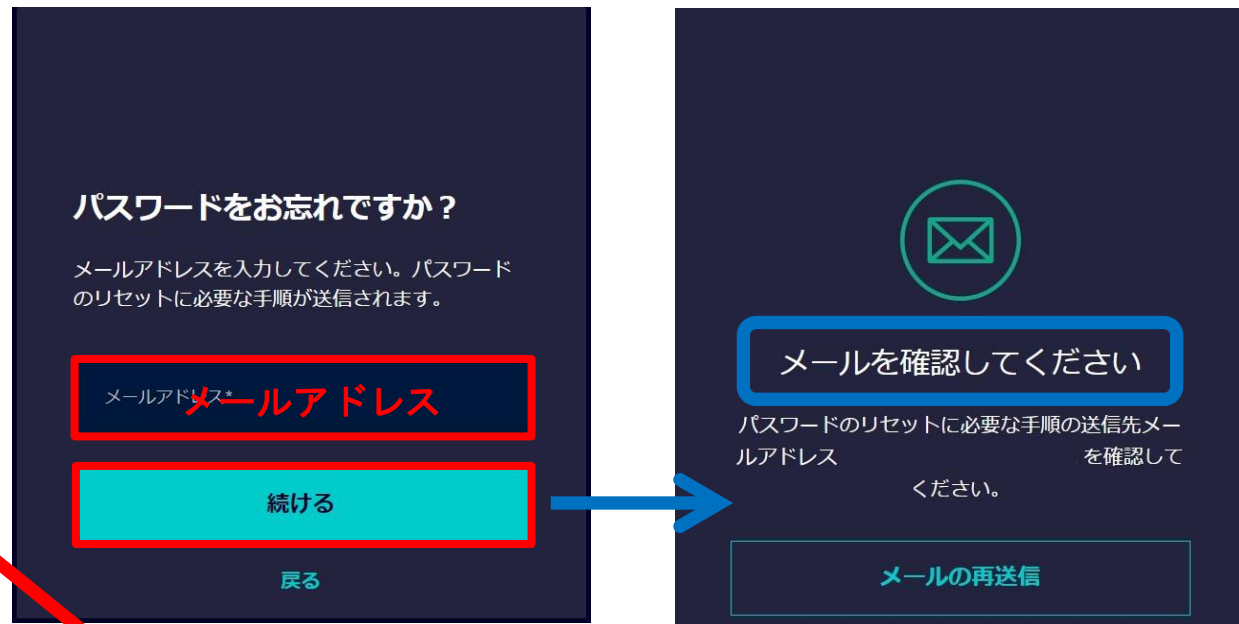 パスワードをお忘れですか？
メールアドレスを入力してください。パスワード
のリセットに必要な手順が送信されます。
メールアドレス*
メールアドレス
続ける
戻る
メールを確認してください
パスワードのリセットに必要な手順の送信先メー
ルアドレス を確認して
ください。
メールの再送信